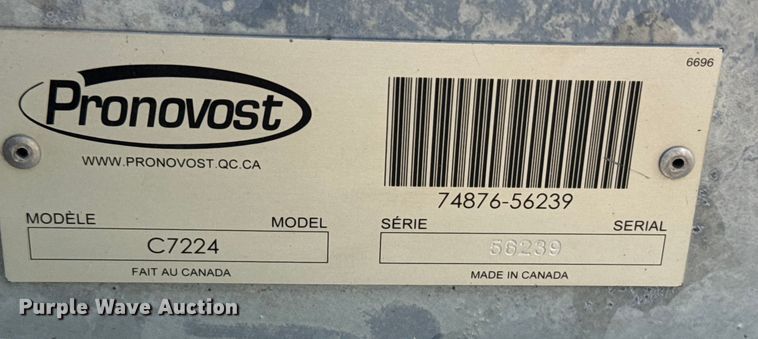 6696
Pronovost
WWW.PRONOVOST.QC.CA
74876-56239
MODÈLE MODEL SÉRIE SERIAL
C7224 56239
FAIT AU CANADA MADE IN CANADA
Purple Wave Auction